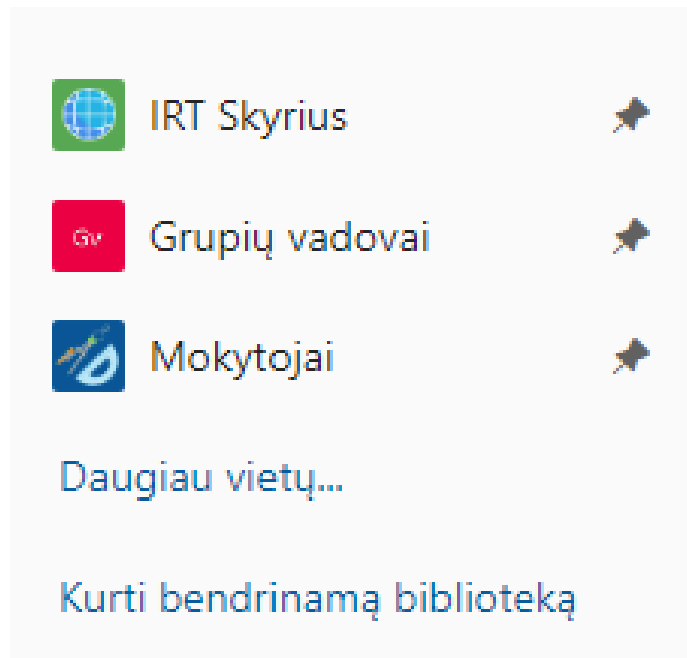 IRT Skyrius
Gv
Grupių vadovai
Mokytojai
Daugiau vietų...
Kurti bendrinamą biblioteką